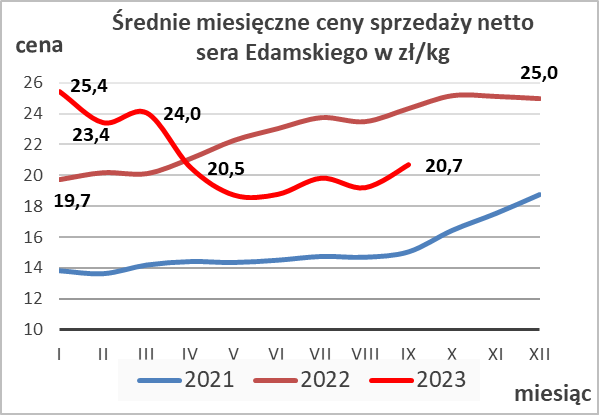 Średnie miesięczne ceny sprzedaży netto
sera Edamskiego w zł/kg
cena
26
24
22
20
18
16
14
12
10
25,4
23,4
24,0
20,5
19,7
20,7
25,0
I II III IV V VI VII VIII IX X XI XII
2021 2022 2023
miesiąc